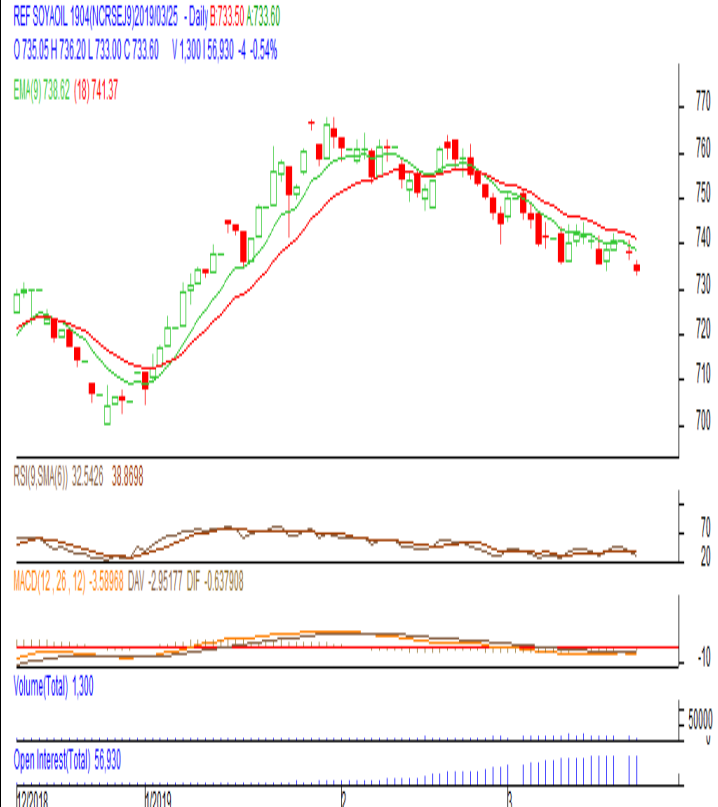 REF SOYAOIL 1904(NCRSEJ9)2019/03/25 - Daily B:733.50 A:733.60
O 735.05 H 736.20 L 733.00 C 733.60 V 1,300 I 56,930 -4 -0.54%
EMA(9) 738.62 (18) 741.37
770
760
750
740
730
720
710
700
RSI(9,SMA(6)) 32.5426 38.8698
70
20
MACD(12 , 26 , 12) -3.58968 DAV -2.95177 DIF -0.637908
-10
Volume(Total) 1,300
50000
0
Open Interest(Total) 56,930
12/2018 1/2019 2 3